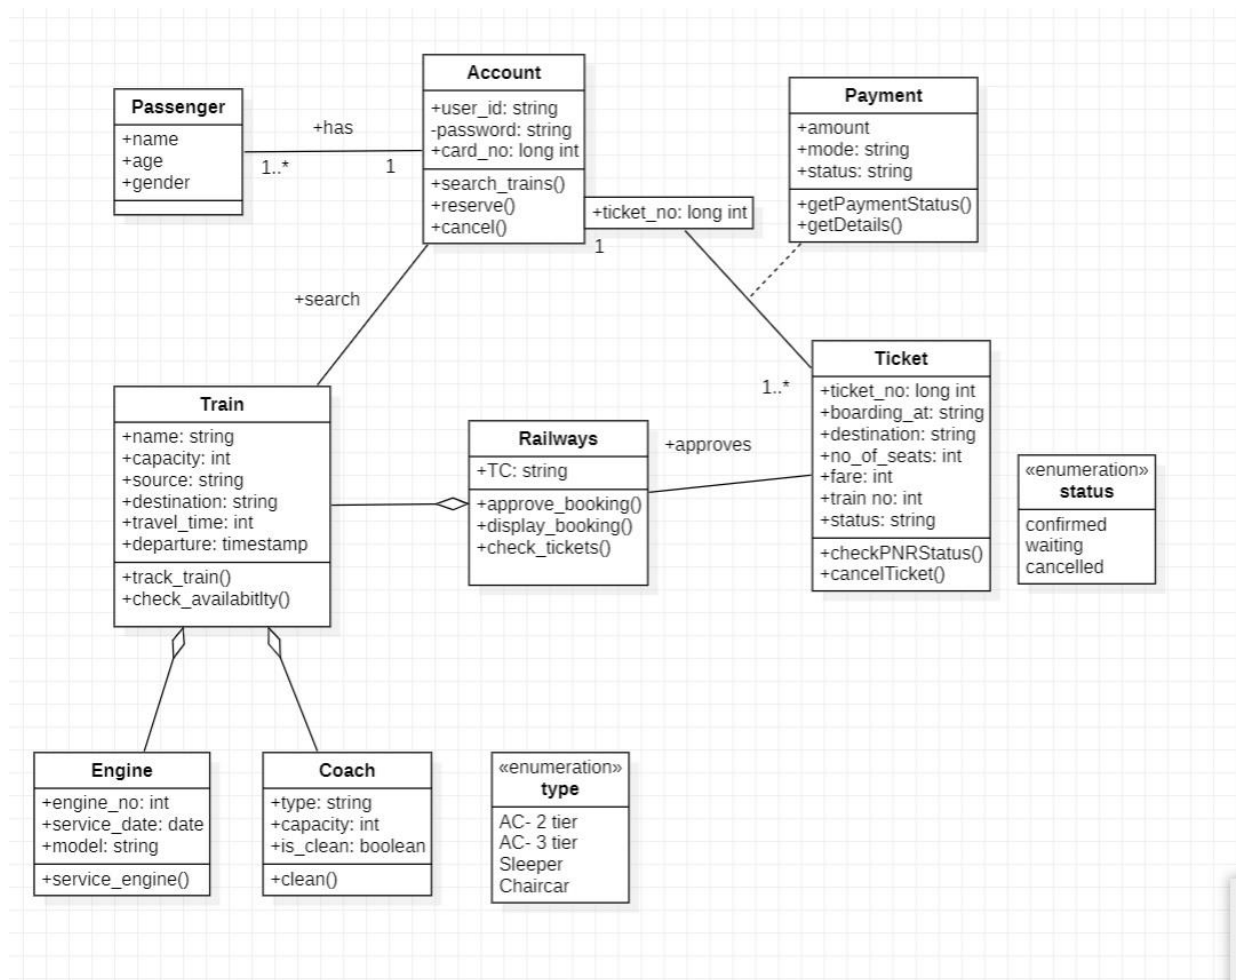 Passenger
+name
+age
+gender
+has
1..*
1
Account
+user_id: string
-password: string
+card_no: long int
+search_trains()
+reserve()
+cancel()
+ticket_no: long int
1
Payment
+amount
+mode: string
+status: string
+getPaymentStatus()
+getDetails()
+search
1..*
Ticket
+ticket_no: long int
+boarding_at: string
+destination: string
+no_of_seats: int
+fare: int
+train no: int
+status: string
+checkPNRStatus()
+cancelTicket()
Train
+name: string
+capacity: int
+source: string
+destination: string
+travel_time: int
+departure: timestamp
+track_train()
+check_availabitlty()
Railways
+TC: string
+approve_booking()
+display_booking()
+check_tickets()
+approves
«enumeration»
status
confirmed
waiting
cancelled
Engine
+engine_no: int
+service_date: date
+model: string
+service_engine()
Coach
+type: string
+capacity: int
+is_clean: boolean
+clean()
«enumeration»
type
AC- 2 tier
AC- 3 tier
Sleeper
Chaircar